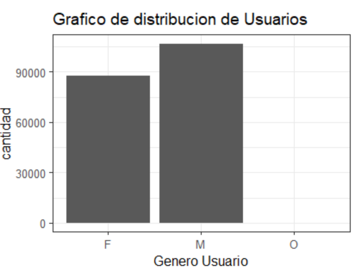 Grafico de distribucion de Usuarios
90000
60000
30000
0
cantidad
F M O
Genero Usuario